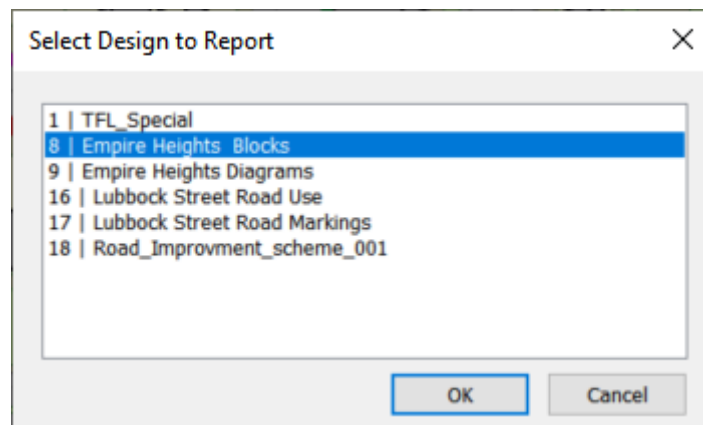 Select Design to Report
1 | TFL_Special
8 | Empire Heights  Blocks
9 | Empire Heights Diagrams
16 | Lubbock Street Road Use
17 | Lubbock Street Road Markings
18 | Road_Improvment_scheme_001
OK Cancel